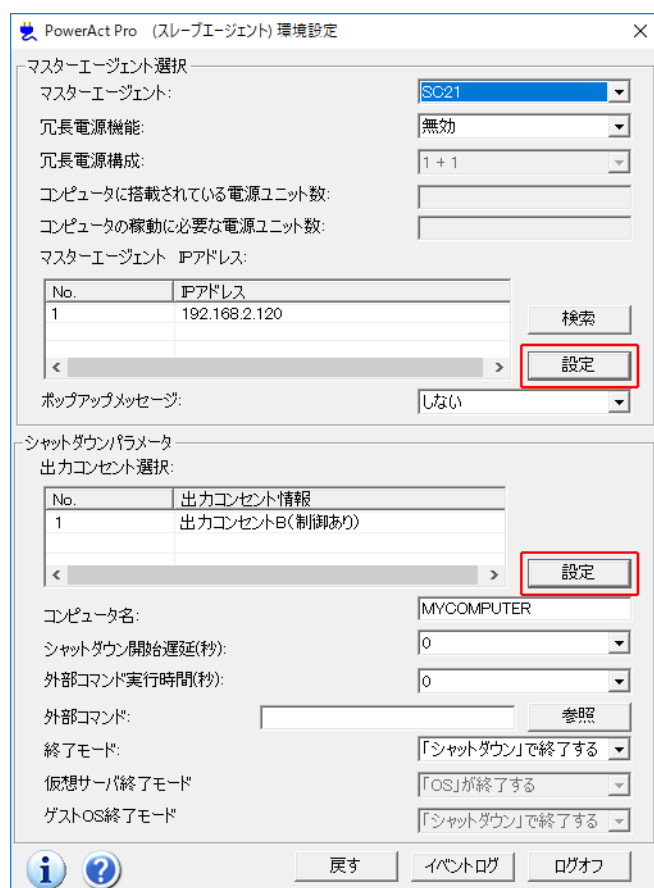 PowerAct Pro (スレーブエージェント) 環境設定
マスターエージェント選択
マスターエージェント: SC21
冗長電源機能: 無効
冗長電源構成: 1 + 1
コンピュータに搭載されている電源ユニット数:
コンピュータの稼動に必要な電源ユニット数:
マスターエージェント IPアドレス:
No. IPアドレス
1 192.168.2.120
検索
設定
ポップアップメッセージ: しない
シャットダウンパラメータ
出力コンセント選択:
No. 出力コンセント情報
1 出力コンセントB(制御あり)
設定
コンピュータ名: MYCOMPUTER
シャットダウン開始遅延(秒): 0
外部コマンド実行時間(秒): 0
外部コマンド: 参照
終了モード: 「シャットダウン」で終了する
仮想サーバ終了モード 「OS」が終了する
ゲストOS終了モード 「シャットダウン」で終了する
戻す イベントログ ログオフ